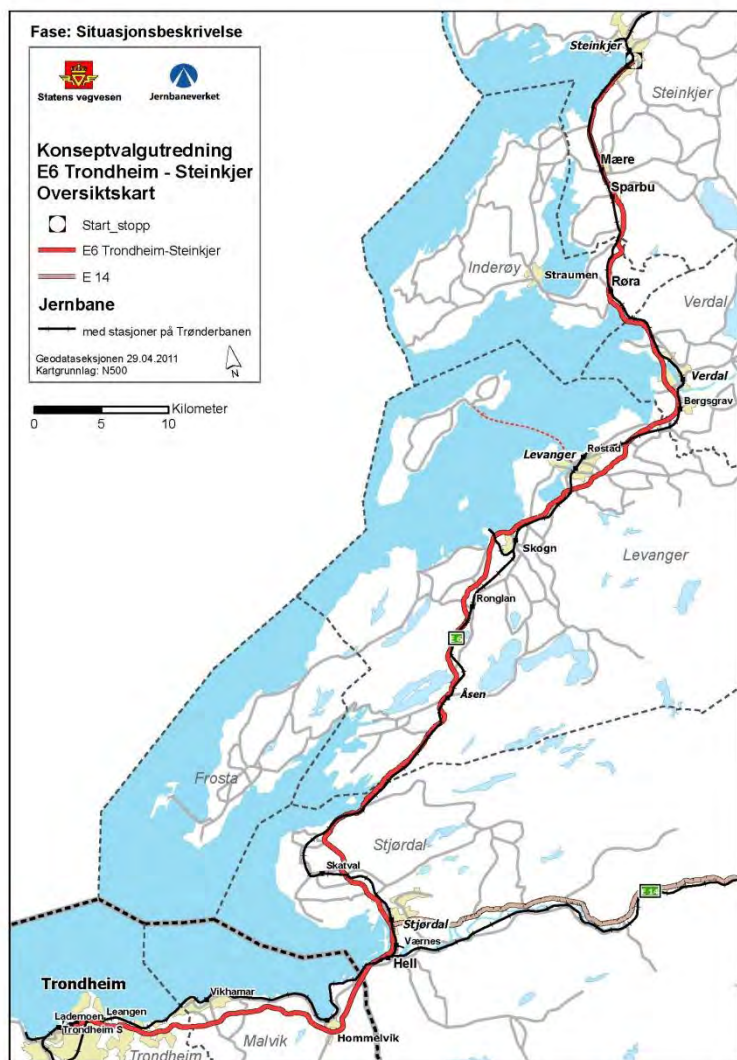 Fase: Situasjonsbeskrivelse
Statens vegvesen
Jernbaneverket
Konseptvalgutredning
E6 Trondheim - Steinkjer
Oversiktskart
Start_stopp
E6 Trondheim-Steinkjer
E 14
Jernbane
med stasjoner på Trønderbanen
Geodataseksjonen 29.04.2011
Kartgrunnlag: N500
N
Kilometer
0 5 10
Steinkjer
Steinkjer
Mære
Sparbu
Inderøy
Straumen
Røra
Verdal
Verdal
Bergsgrav
Røstad
Levanger
Skogn
Levanger
Ronglan
Åsen
Frosta
Stjørdal
Skatval
E 14
Stjørdal
Værnes
Hell
Trondheim
Vikhamar
Leangen
Lademoen
Trondheim S
Hommelvik
Malvik
Trondheim